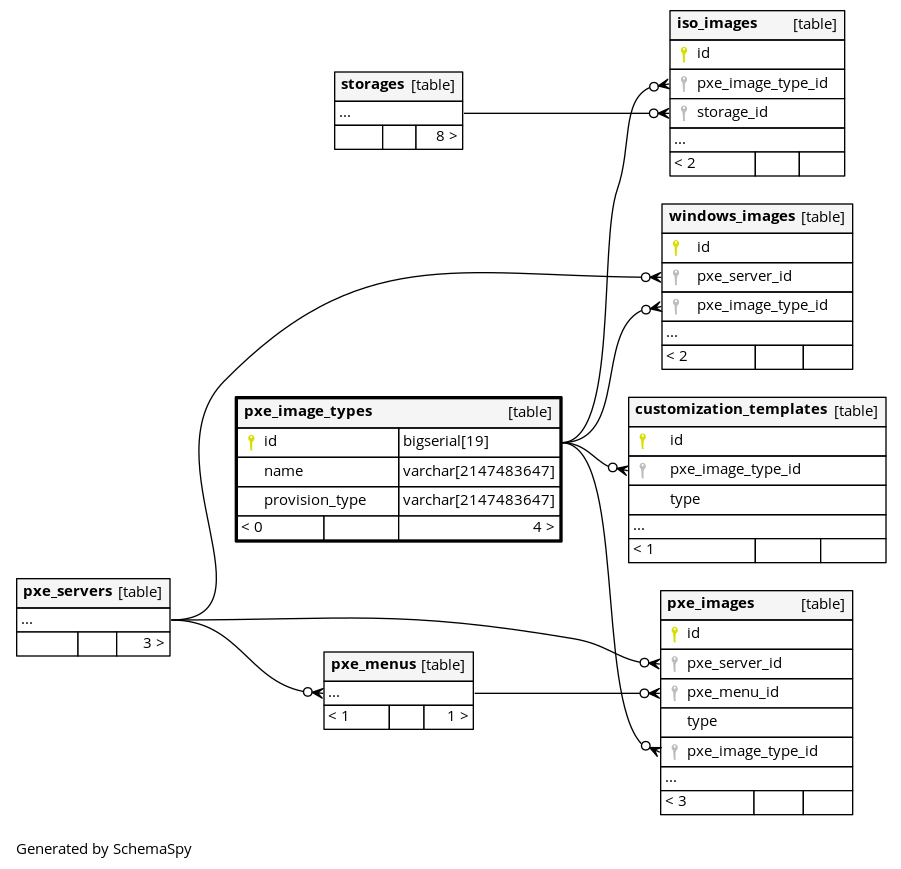 iso_images [table]
id
pxe_image_type_id
storage_id
...
< 2
storages [table]
...
8 >
windows_images [table]
id
pxe_server_id
pxe_image_type_id
...
< 2
pxe_image_types [table]
id bigserial[19]
name varchar[2147483647]
provision_type varchar[2147483647]
< 0 4 >
customization_templates [table]
id
pxe_image_type_id
type
...
< 1
pxe_servers [table]
...
3 >
pxe_menus [table]
...
< 1 1 >
pxe_images [table]
id
pxe_server_id
pxe_menu_id
type
pxe_image_type_id
...
< 3
Generated by SchemaSpy